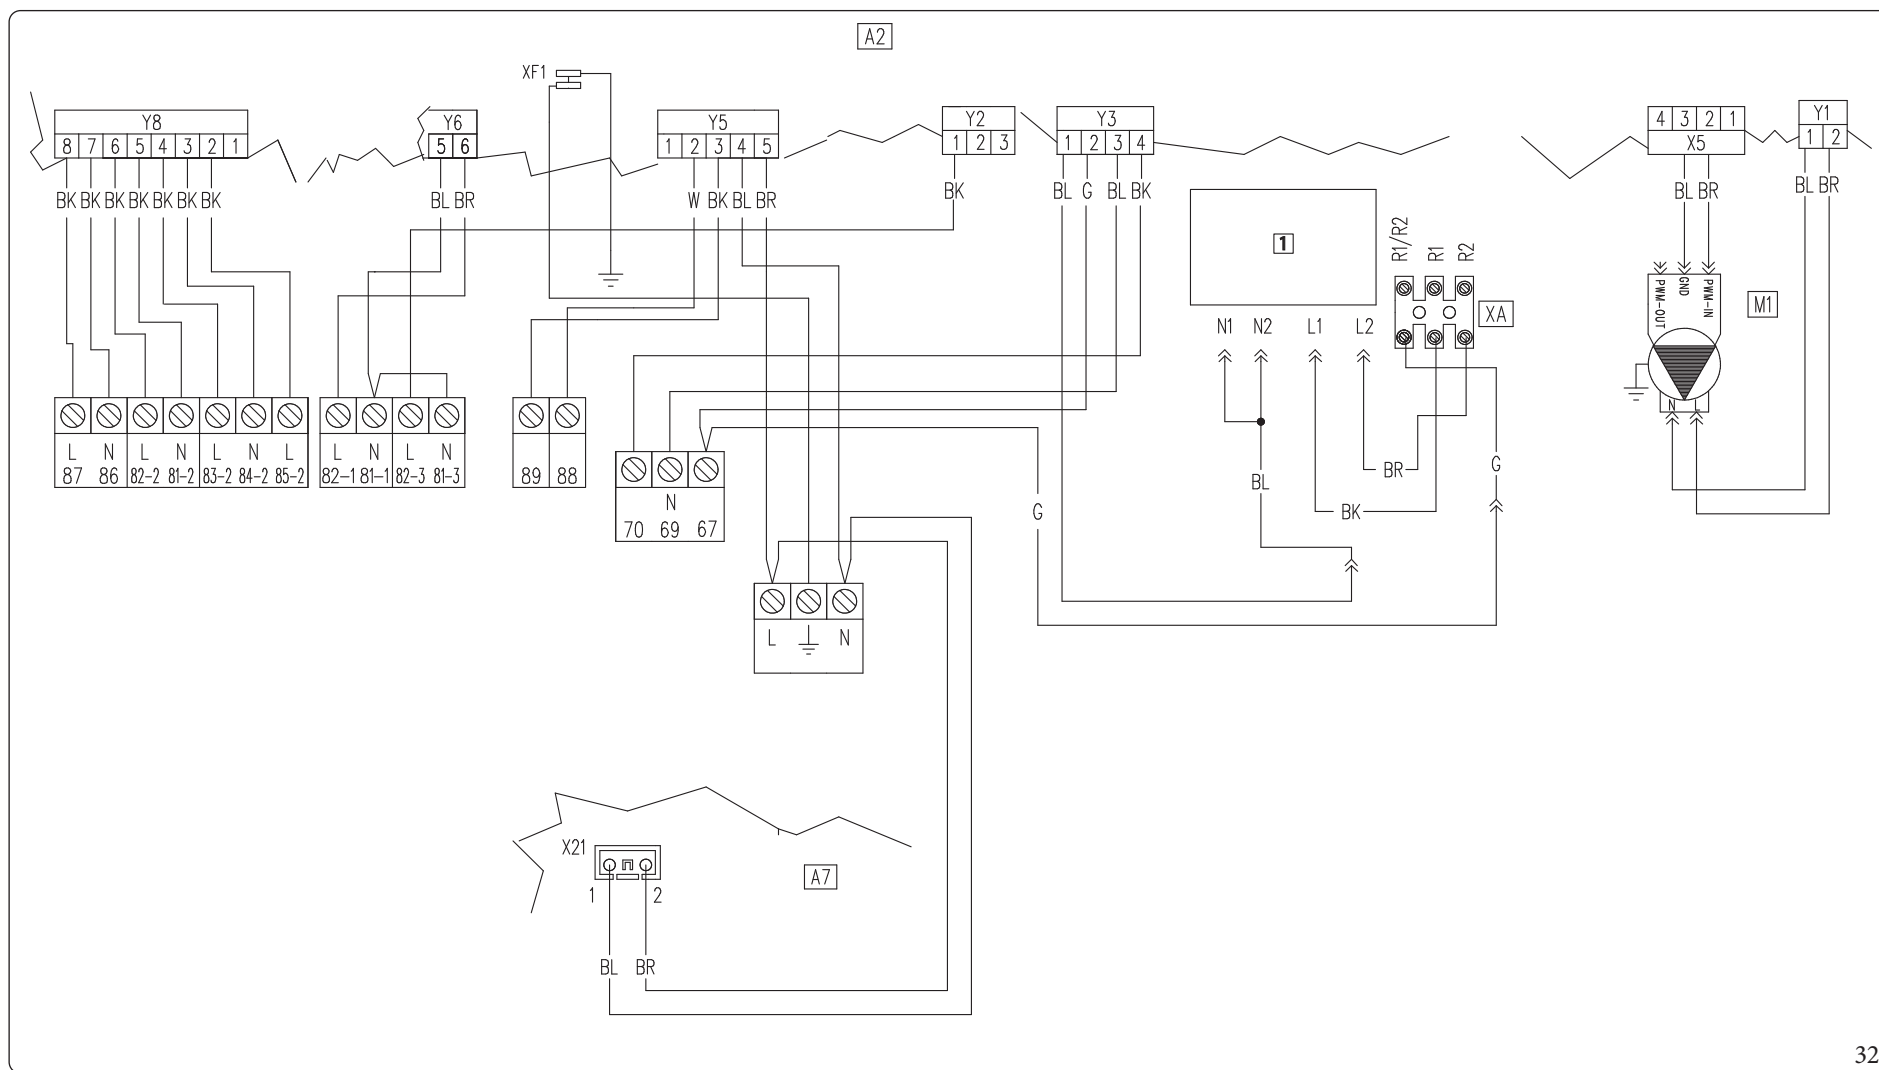 A2
XF1
Y8
8 7 6 5 4 3 2 1
BK BK BK BK BK BK BK
Y6
5 6
BL BR
Y5
1 2 3 4 5
W BK BL BR
Y2
1 2 3
BK
Y3
1 2 3 4
BL G BL BK
4 3 2 1
X5
BL BR
Y1
1 2
BL BR
1
R1/R2 R1 R2
XA
N1 N2 L1 L2
PWM-OUT GND PWM-IN
M1
N L
L N L N L N L
87 86 82-2 81-2 83-2 84-2 85-2
L N L N
82-1 81-1 82-3 81-3
89 88
N
70 69 67
BR
G
BL
BK
G
L N
X21
1 2
A7
BL BR
32